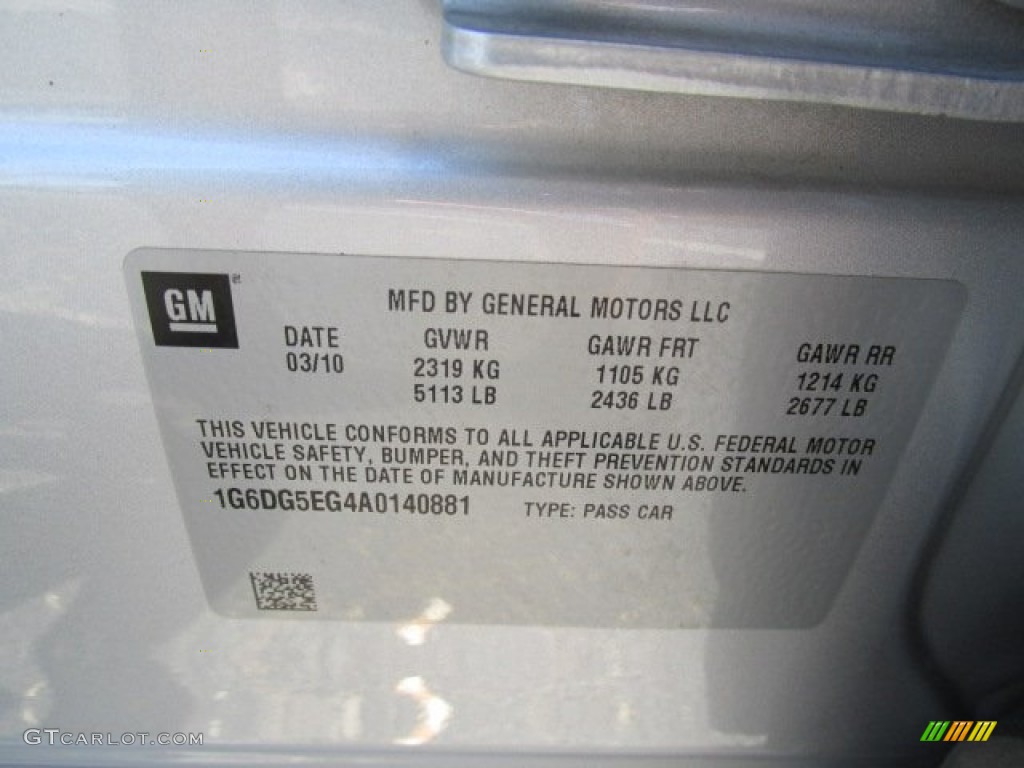 GM
MFD BY GENERAL MOTORS LLC
DATE GVWR GAWR FRT GAWR RR
03/10 2319 KG 1105 KG 1214 KG
5113 LB 2436 LB 2677 LB
THIS VEHICLE CONFORMS TO ALL APPLICABLE U.S. FEDERAL MOTOR
VEHICLE SAFETY, BUMPER, AND THEFT PREVENTION STANDARDS IN
EFFECT ON THE DATE OF MANUFACTURE SHOWN ABOVE.
1G6DG5EG4A0140881 TYPE: PASS CAR
GTCARLOT.COM